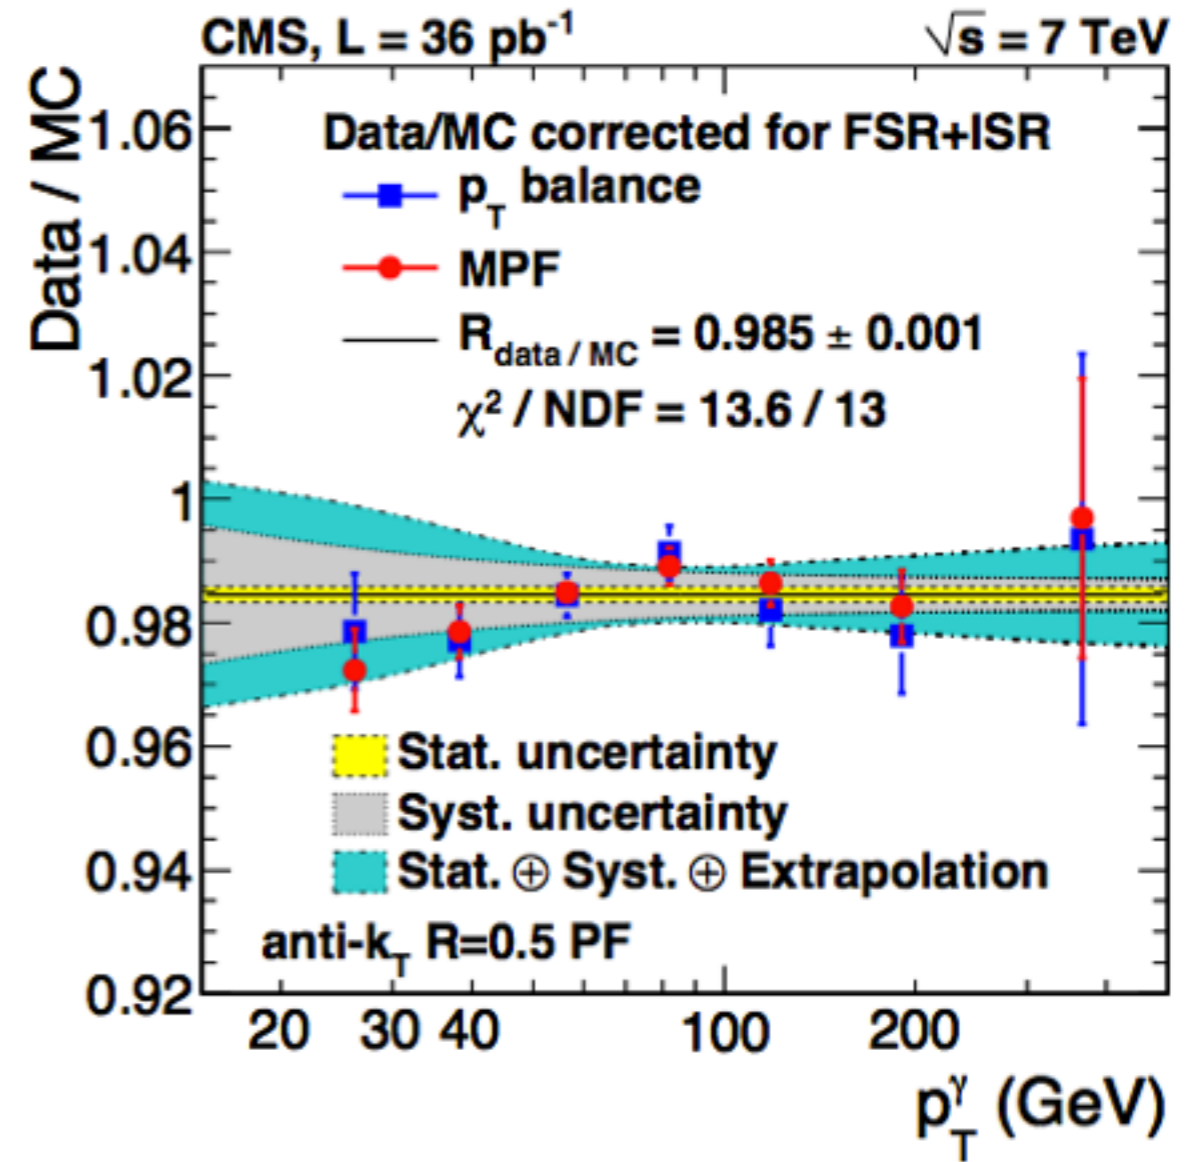 CMS, L = 36 pb⁻¹ √s = 7 TeV
Data / MC
Data/MC corrected for FSR+ISR
p_T balance
MPF
R_data / MC = 0.985 ± 0.001
χ² / NDF = 13.6 / 13
1.06
1.04
1.02
1
0.98
0.96
0.94
0.92
Stat. uncertainty
Syst. uncertainty
Stat. ⊕ Syst. ⊕ Extrapolation
anti-k_T R=0.5 PF
20 30 40 100 200
p_T^γ (GeV)